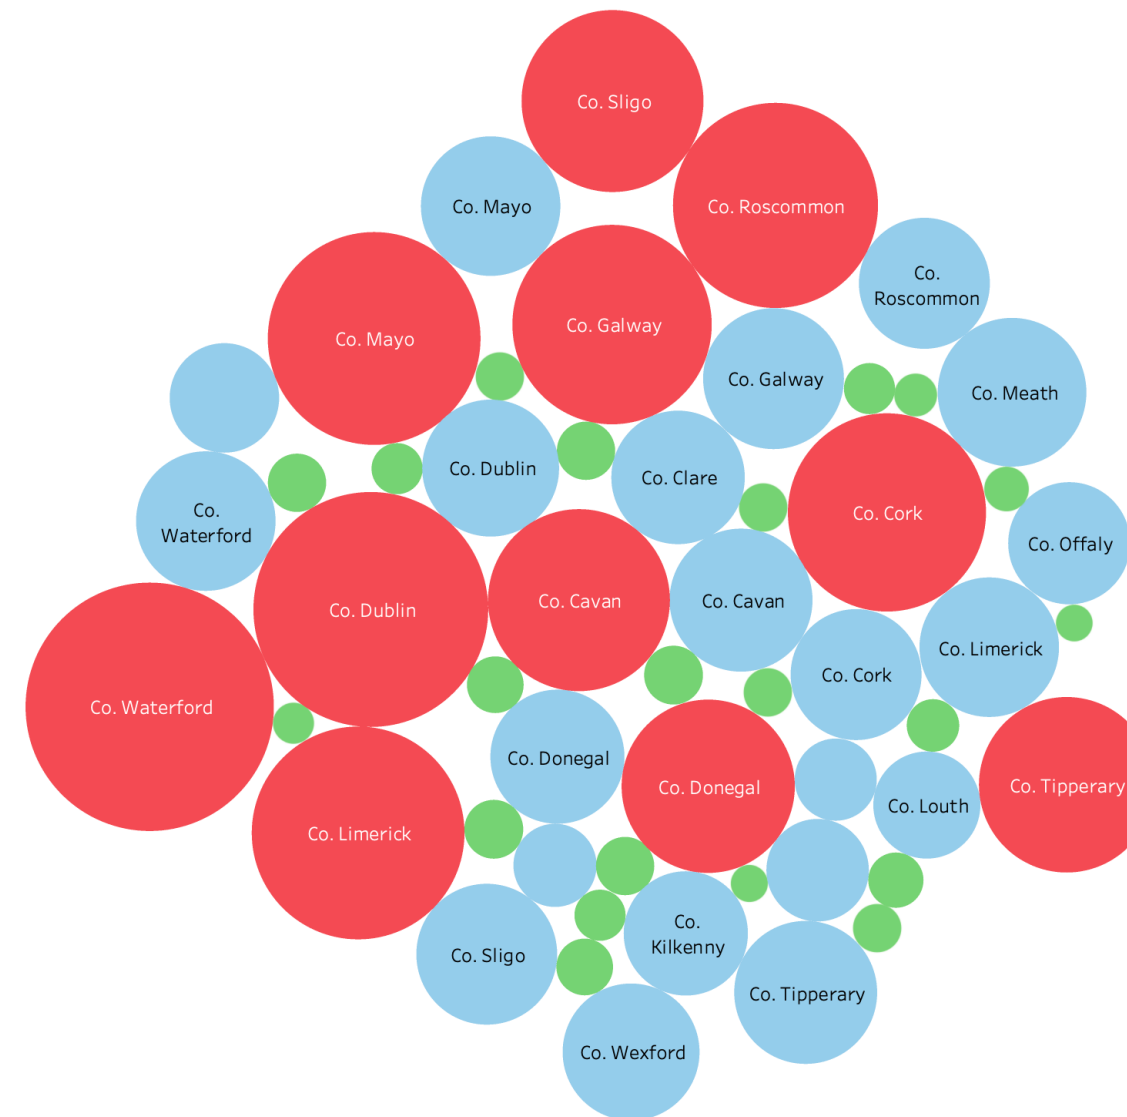 Co. Sligo
Co. Mayo
Co. Roscommon
Co.
Roscommon
Co. Galway
Co. Mayo
Co. Galway
Co. Meath
Co. Dublin
Co. Clare
Co. Cork
Co.
Waterford
Co. Offaly
Co. Dublin
Co. Cavan
Co. Cavan
Co. Limerick
Co. Cork
Co. Waterford
Co. Donegal
Co. Donegal
Co. Tipperary
Co. Limerick
Co. Louth
Co. Sligo
Co.
Kilkenny
Co. Tipperary
Co. Wexford